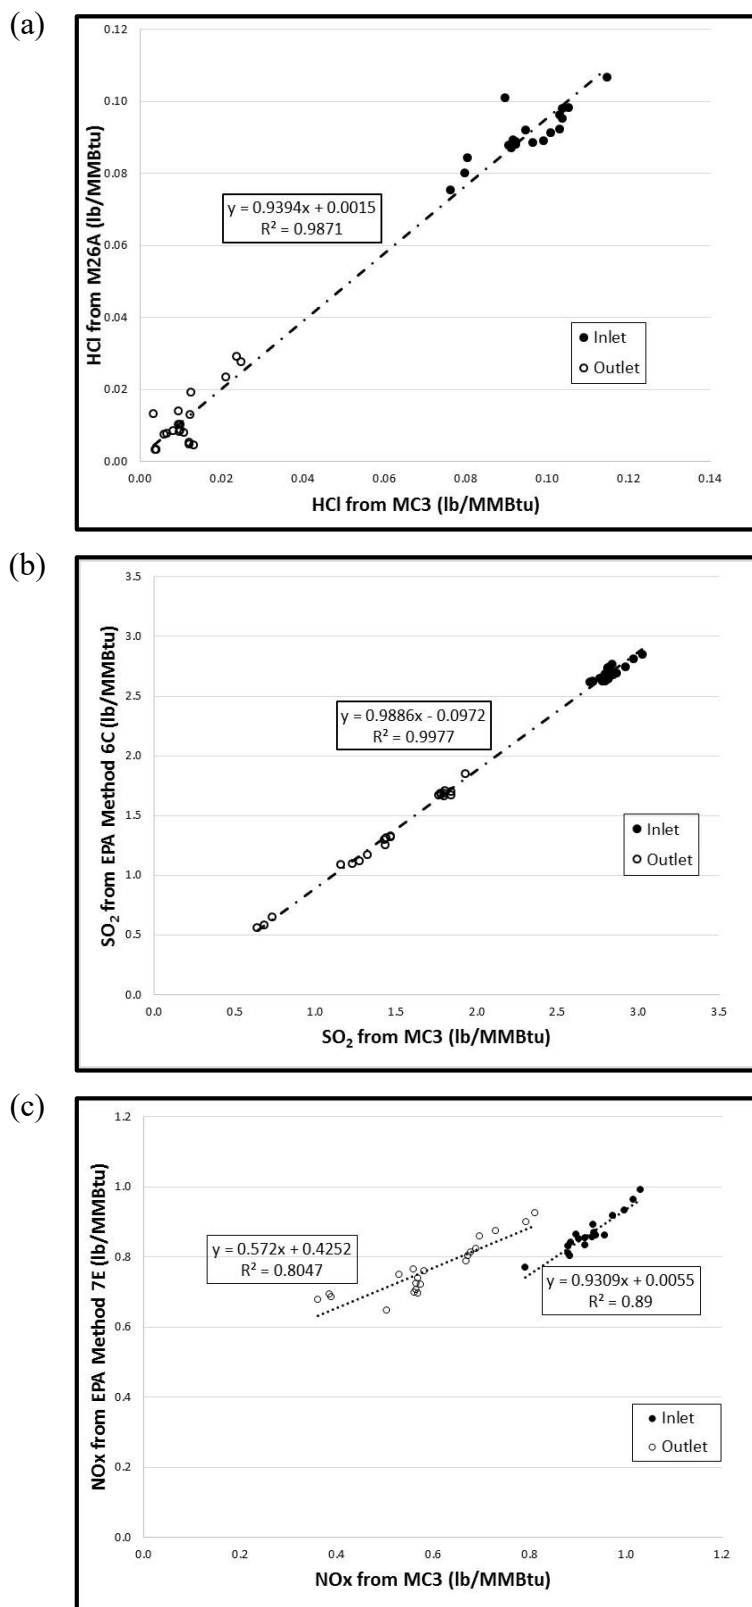 (a)
0.14
0.12
0.10
0.08
0.06
0.04
0.02
0.00
HCl from M26A (lb/MMBtu)
y = 0.9394x + 0.0015
R² = 0.9871
Inlet
Outlet
0.00 0.02 0.04 0.06 0.08 0.10 0.12 0.14
HCl from MC3 (lb/MMBtu)
(b)
3.5
3.0
2.5
2.0
1.5
1.0
0.5
0.0
SO₂ from EPA Method 6C (lb/MMBtu)
y = 0.9886x - 0.0972
R² = 0.9977
Inlet
Outlet
0.0 0.5 1.0 1.5 2.0 2.5 3.0 3.5
SO₂ from MC3 (lb/MMBtu)
(c)
1.2
1.0
0.8
0.6
0.4
0.2
0.0
NOx from EPA Method 7E (lb/MMBtu)
y = 0.572x + 0.4252
R² = 0.8047
y = 0.9309x + 0.0055
R² = 0.89
Inlet
Outlet
0.0 0.2 0.4 0.6 0.8 1.0 1.2
NOx from MC3 (lb/MMBtu)